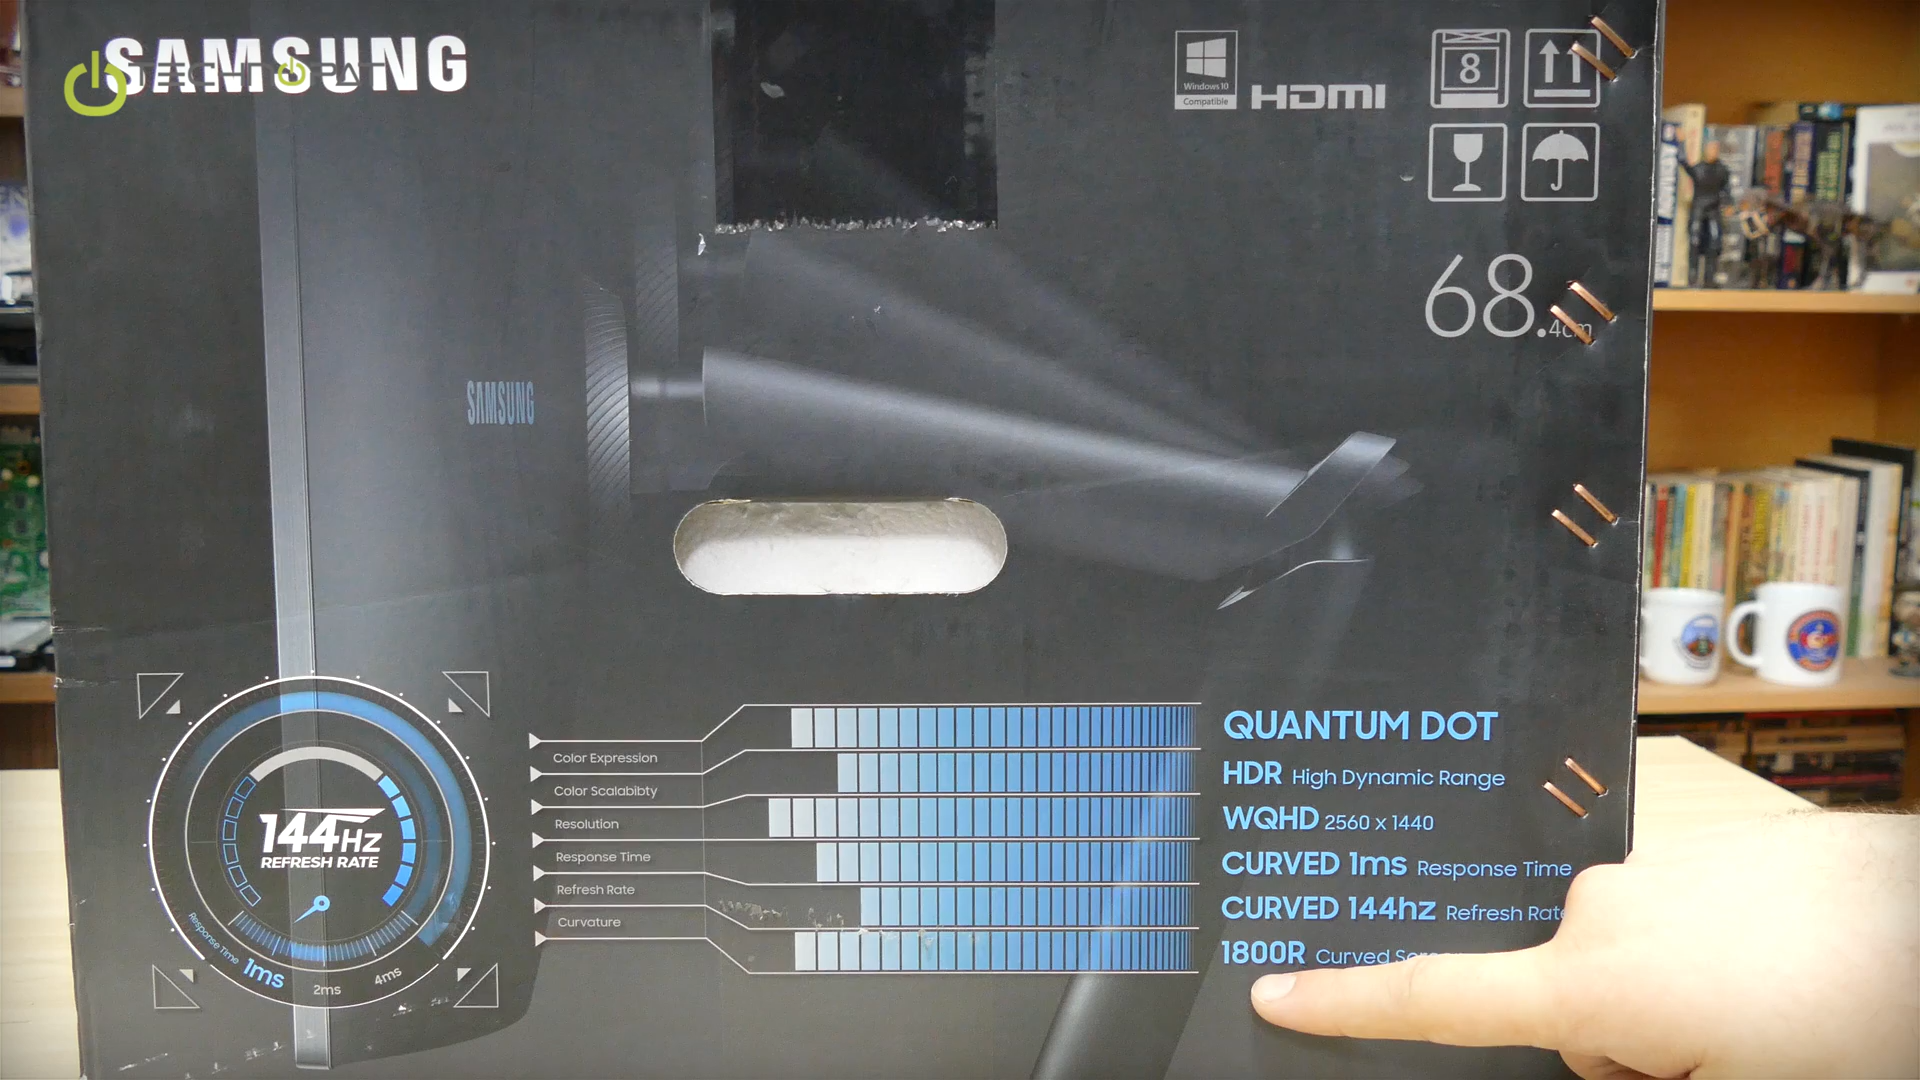 SAMSUNG
Windows 10
Compatible
HDMI
8
68.4cm
SAMSUNG
QUANTUM DOT
Color Expression
HDR High Dynamic Range
Color Scalabibty
WQHD 2560 x 1440
Resolution
CURVED 1ms Response Time
Response Time
CURVED 144hz Refresh Rate
Refresh Rate
1800R Curved
Curvature
144Hz
REFRESH RATE
Response Time
1ms
2ms
4ms